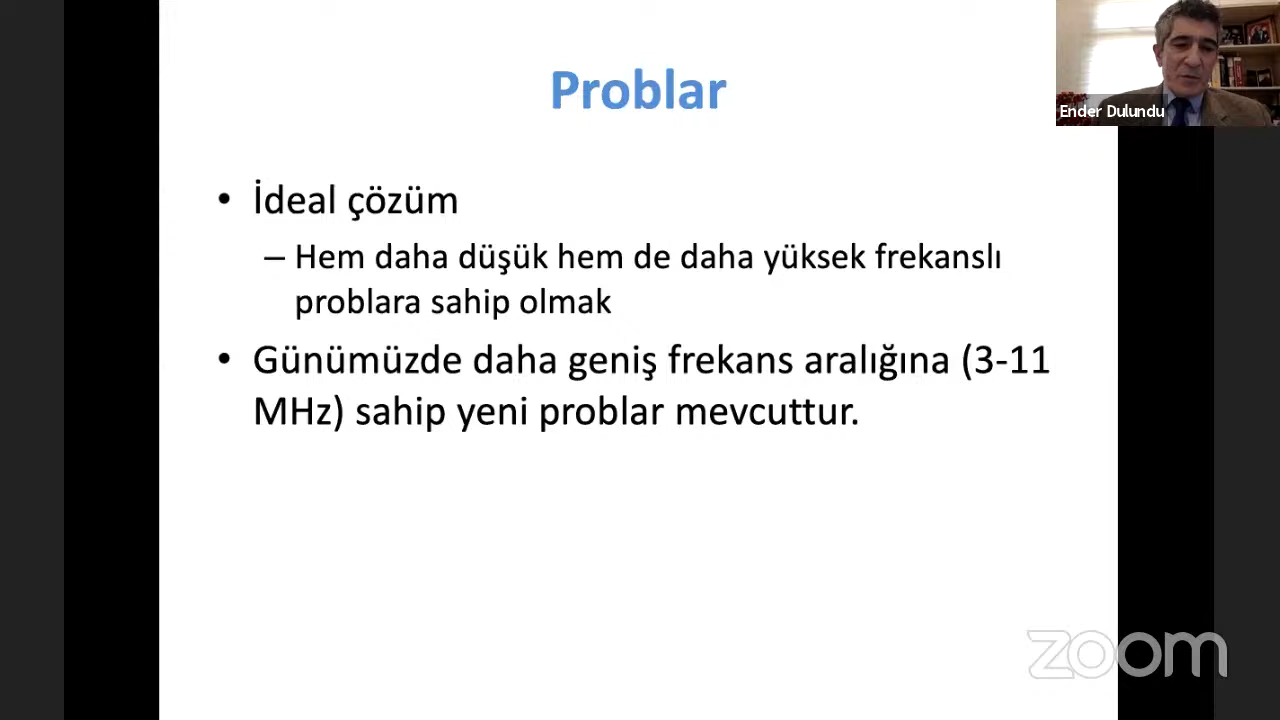 Problar
Ender Dulundu
• İdeal çözüm
– Hem daha düşük hem de daha yüksek frekanslı
problara sahip olmak
• Günümüzde daha geniş frekans aralığına (3-11
MHz) sahip yeni problar mevcuttur.
zoom